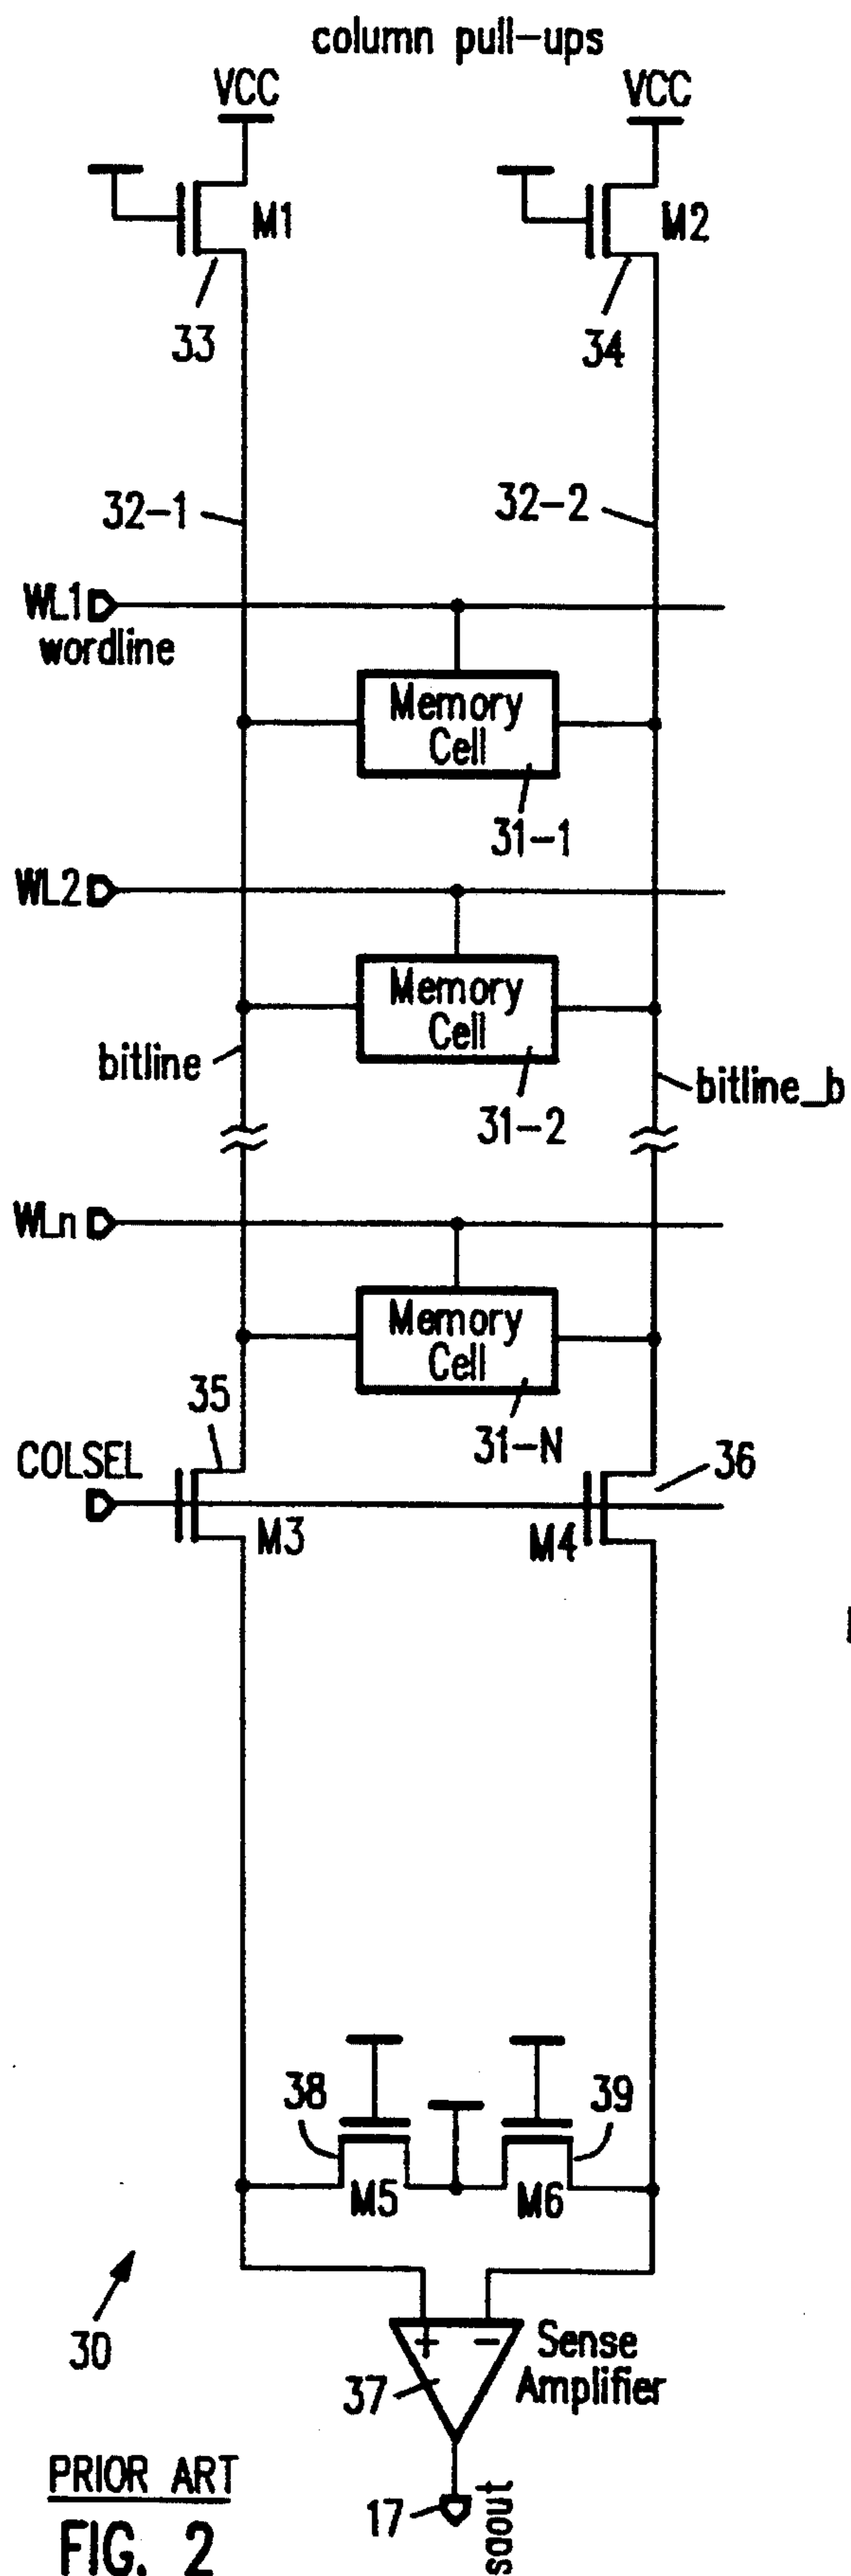 column pull-ups
VCC
VCC
M1
M2
33
34
32-1
32-2
WL1
wordline
Memory
Cell
31-1
WL2
Memory
Cell
bitline
31-2
bitline_b
WLn
Memory
Cell
35
31-N
COLSEL
36
M3
M4
38
39
M5
M6
30
+
-
Sense
Amplifier
37
17
saout
PRIOR ART
FIG. 2